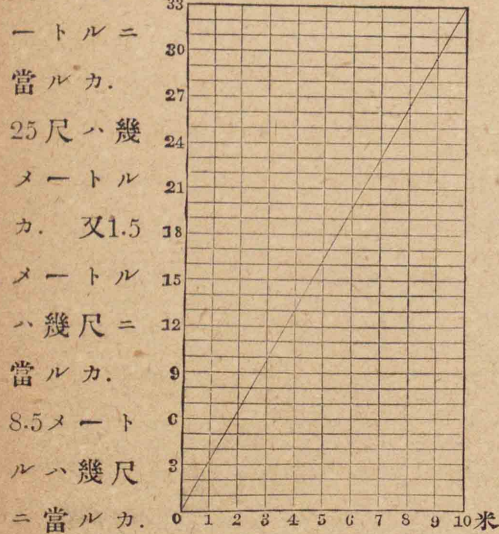 ートルニ
當ルカ.
25尺ハ幾
メートル
カ. 又1.5
メートル
ハ幾尺ニ
當ルカ.
8.5メート
ルハ幾尺
ニ當ルカ.
33
30
27
24
21
18
15
12
9
6
3
0 1 2 3 4 5 6 7 8 9 10米